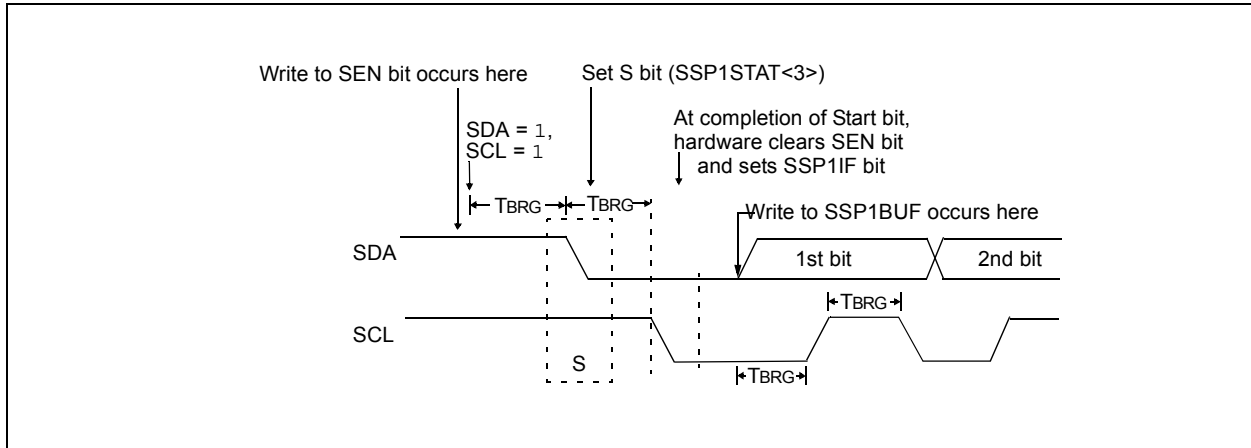 Write to SEN bit occurs here
Set S bit (SSP1STAT<3>)
SDA = 1,
SCL = 1
At completion of Start bit,
hardware clears SEN bit
and sets SSP1IF bit
TBRG
TBRG
Write to SSP1BUF occurs here
SDA
1st bit
2nd bit
TBRG
SCL
S
TBRG